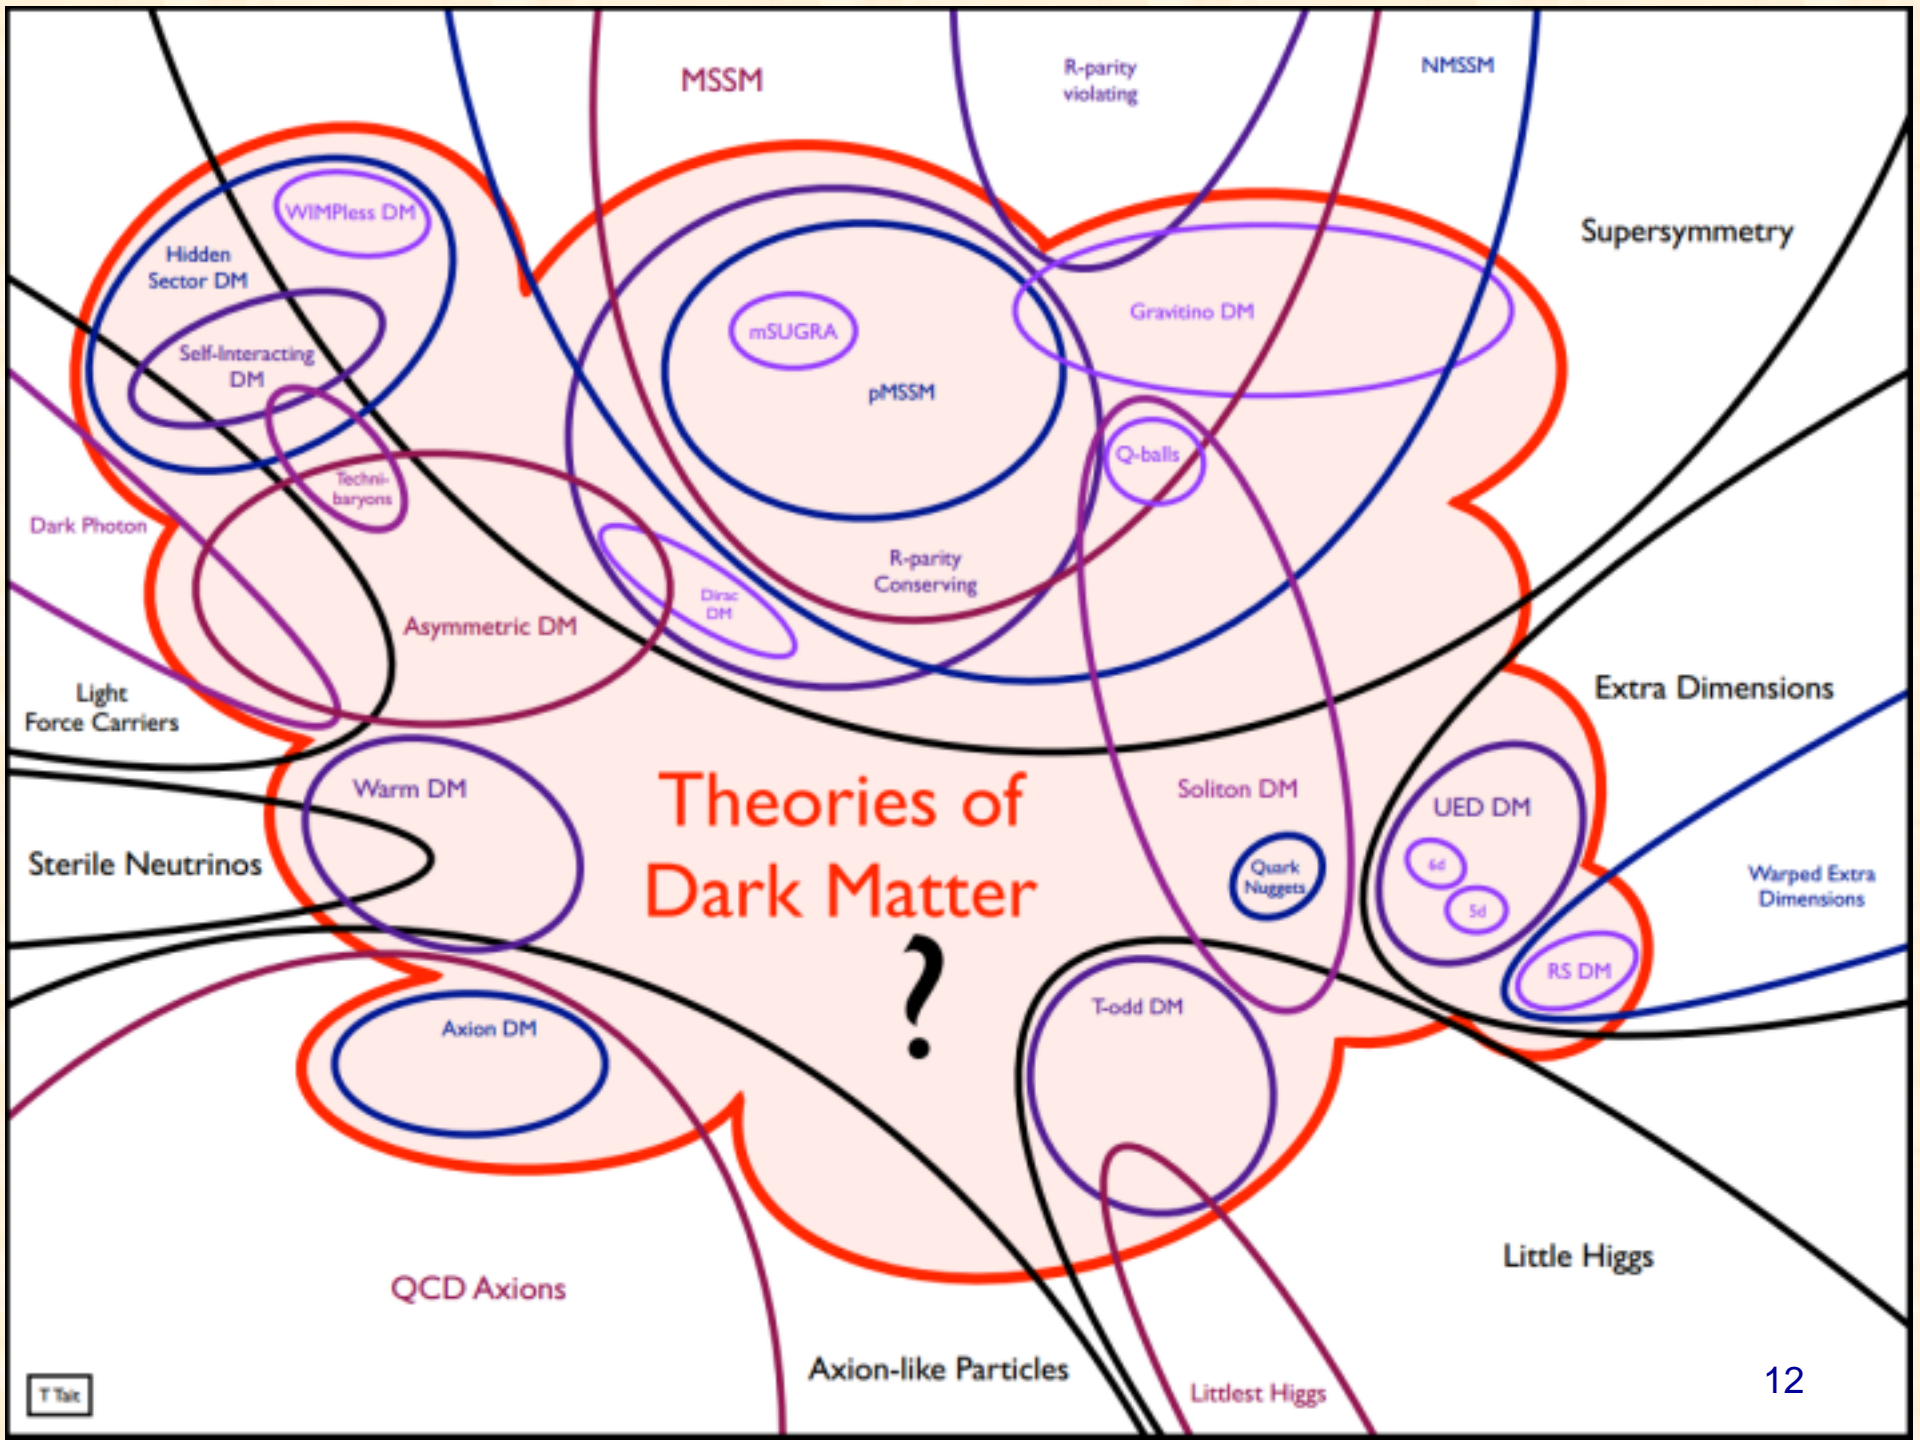 MSSM
R-parity
violating
NMSSM
WIMPless DM
Hidden
Sector DM
Supersymmetry
Gravitino DM
mSUGRA
Self-Interacting
DM
pMSSM
Q-balls
Techni-
baryons
Dark Photon
R-parity
Conserving
Dirac
DM
Asymmetric DM
Light
Force Carriers
Extra Dimensions
Warm DM
Theories of
Dark Matter
?
Soliton DM
UED DM
Sterile Neutrinos
Quark
Nuggets
6d
5d
Warped Extra
Dimensions
RS DM
T-odd DM
Axion DM
Little Higgs
QCD Axions
Axion-like Particles
Littlest Higgs
12
T Tait